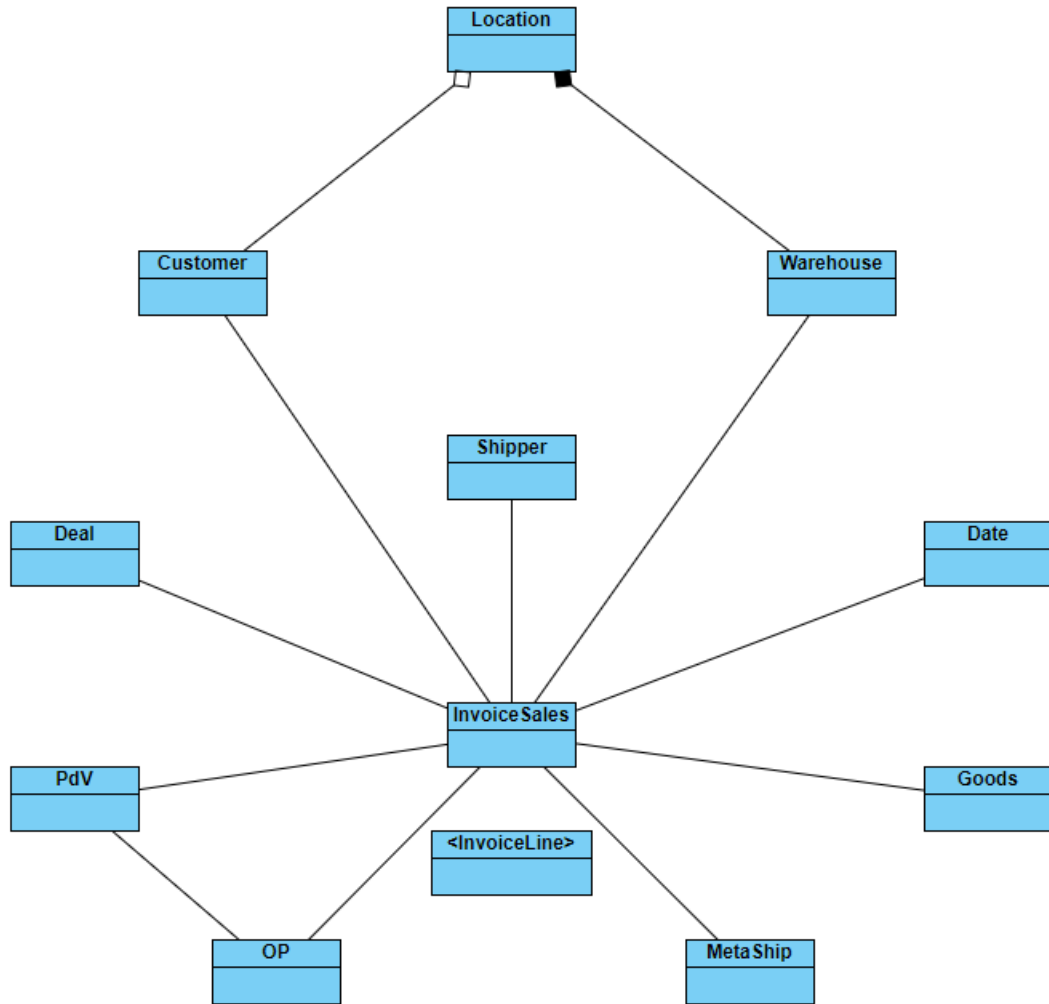 Location
Customer
Warehouse
Shipper
Deal
Date
InvoiceSales
PdV
Goods
<InvoiceLine>
OP
MetaShip